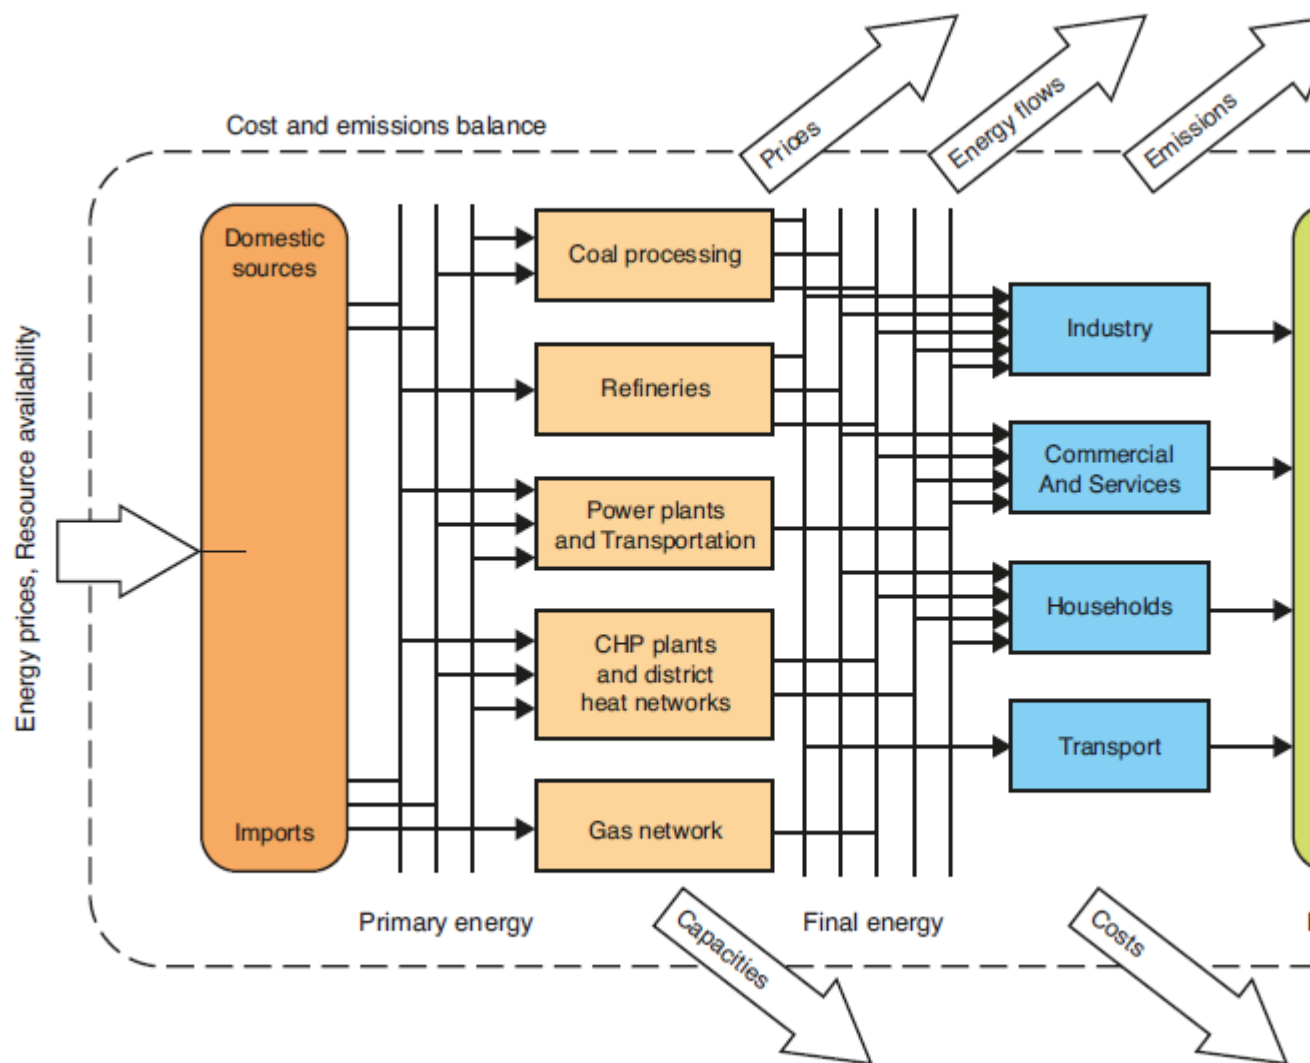 Prices
Energy flows
Emissions
Cost and emissions balance
Energy prices, Resource availability
Domestic
sources
Imports
Coal processing
Refineries
Power plants
and Transportation
CHP plants
and district
heat networks
Gas network
Industry
Commercial
And Services
Households
Transport
Primary energy
Final energy
Capacities
Costs